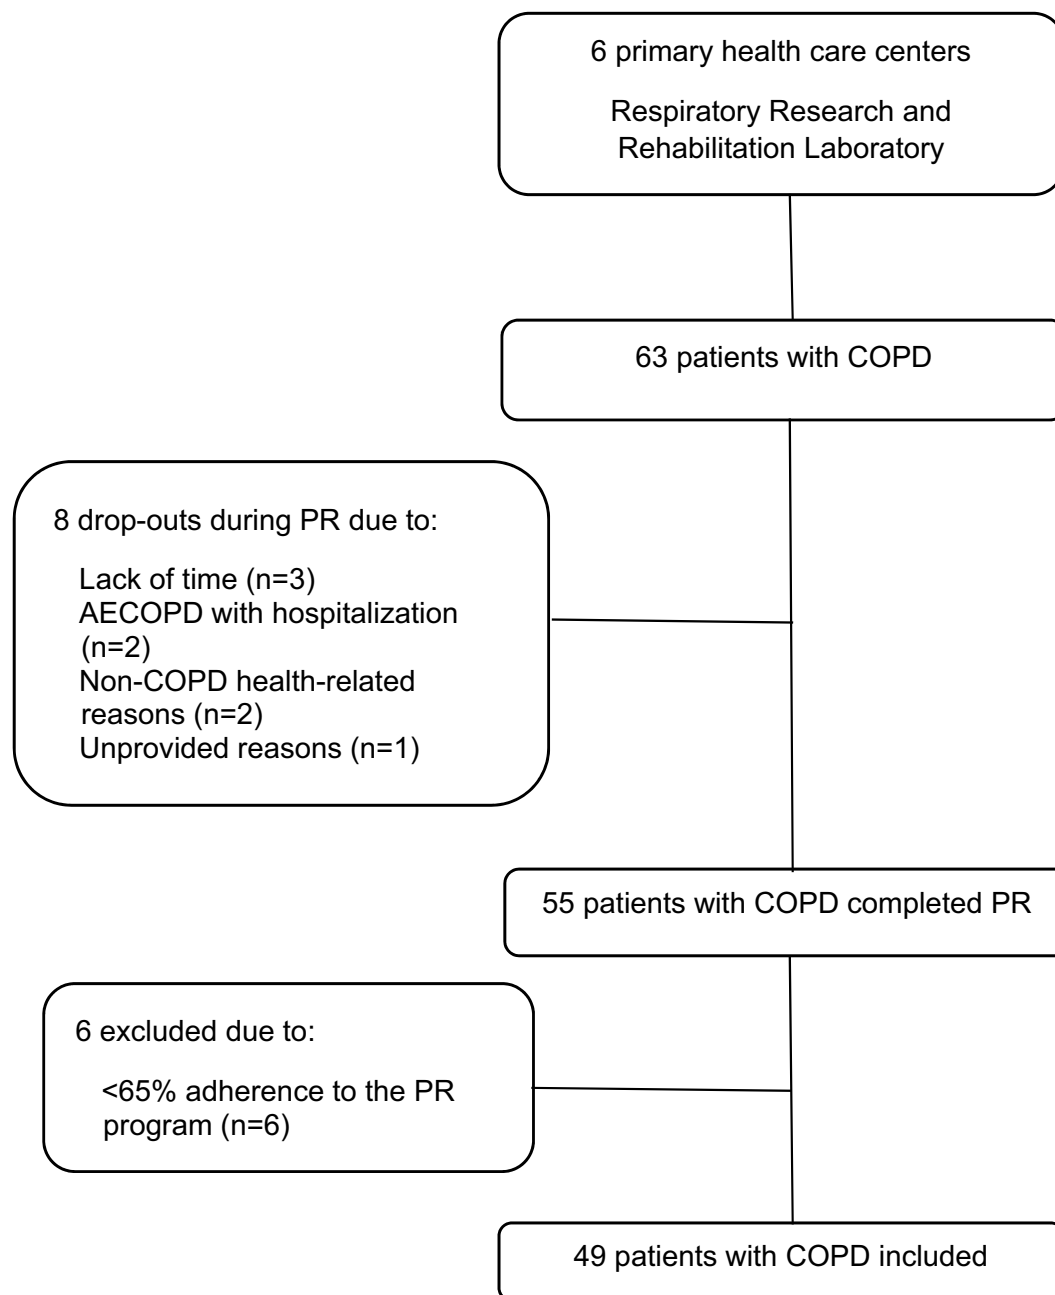 6 primary health care centers
Respiratory Research and
Rehabilitation Laboratory
63 patients with COPD
8 drop-outs during PR due to:
Lack of time (n=3)
AECOPD with hospitalization
(n=2)
Non-COPD health-related
reasons (n=2)
Unprovided reasons (n=1)
55 patients with COPD completed PR
6 excluded due to:
<65% adherence to the PR
program (n=6)
49 patients with COPD included